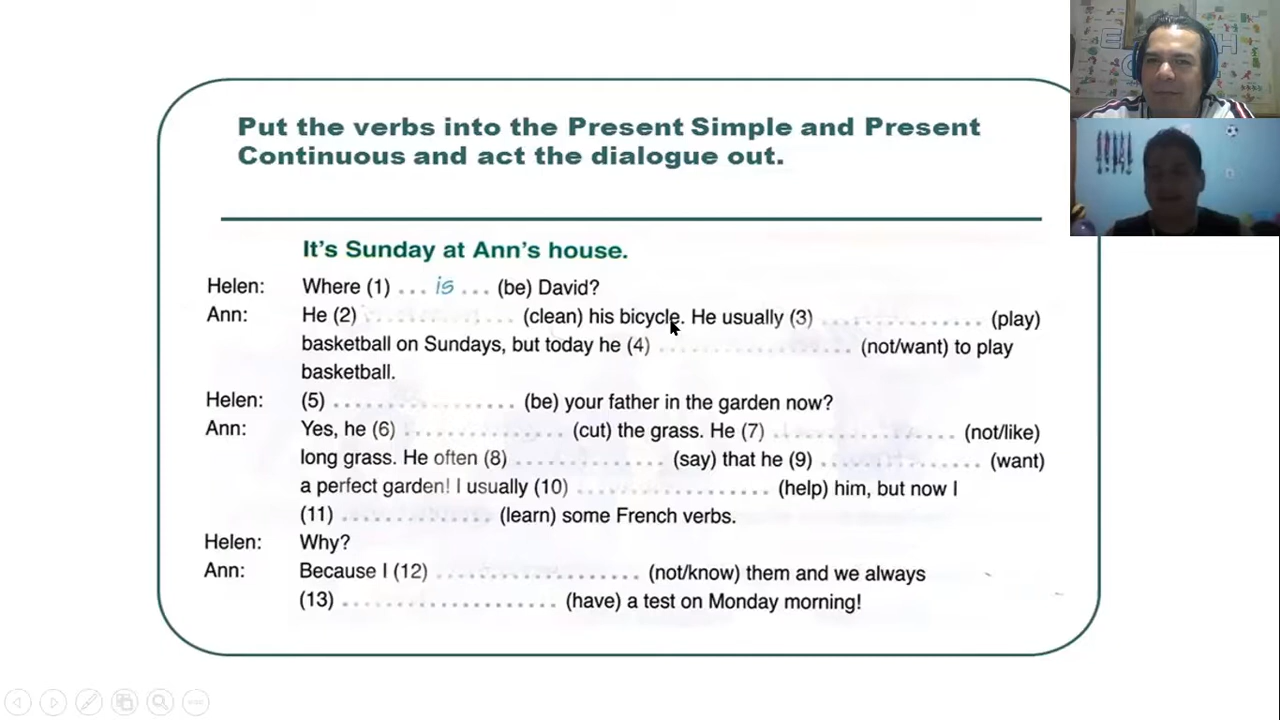 Put the verbs into the Present Simple and Present
Continuous and act the dialogue out.
It's Sunday at Ann's house.
Helen: Where (1) ... is ... (be) David?
Ann: He (2) .................... (clean) his bicycle. He usually (3) .................... (play)
basketball on Sundays, but today he (4) .................... (not/want) to play
basketball.
Helen: (5) .................... (be) your father in the garden now?
Ann: Yes, he (6) .................... (cut) the grass. He (7) .................... (not/like)
long grass. He often (8) .................... (say) that he (9) .................... (want)
a perfect garden! I usually (10) .................... (help) him, but now I
(11) .................... (learn) some French verbs.
Helen: Why?
Ann: Because I (12) .................... (not/know) them and we always
(13) .................... (have) a test on Monday morning!